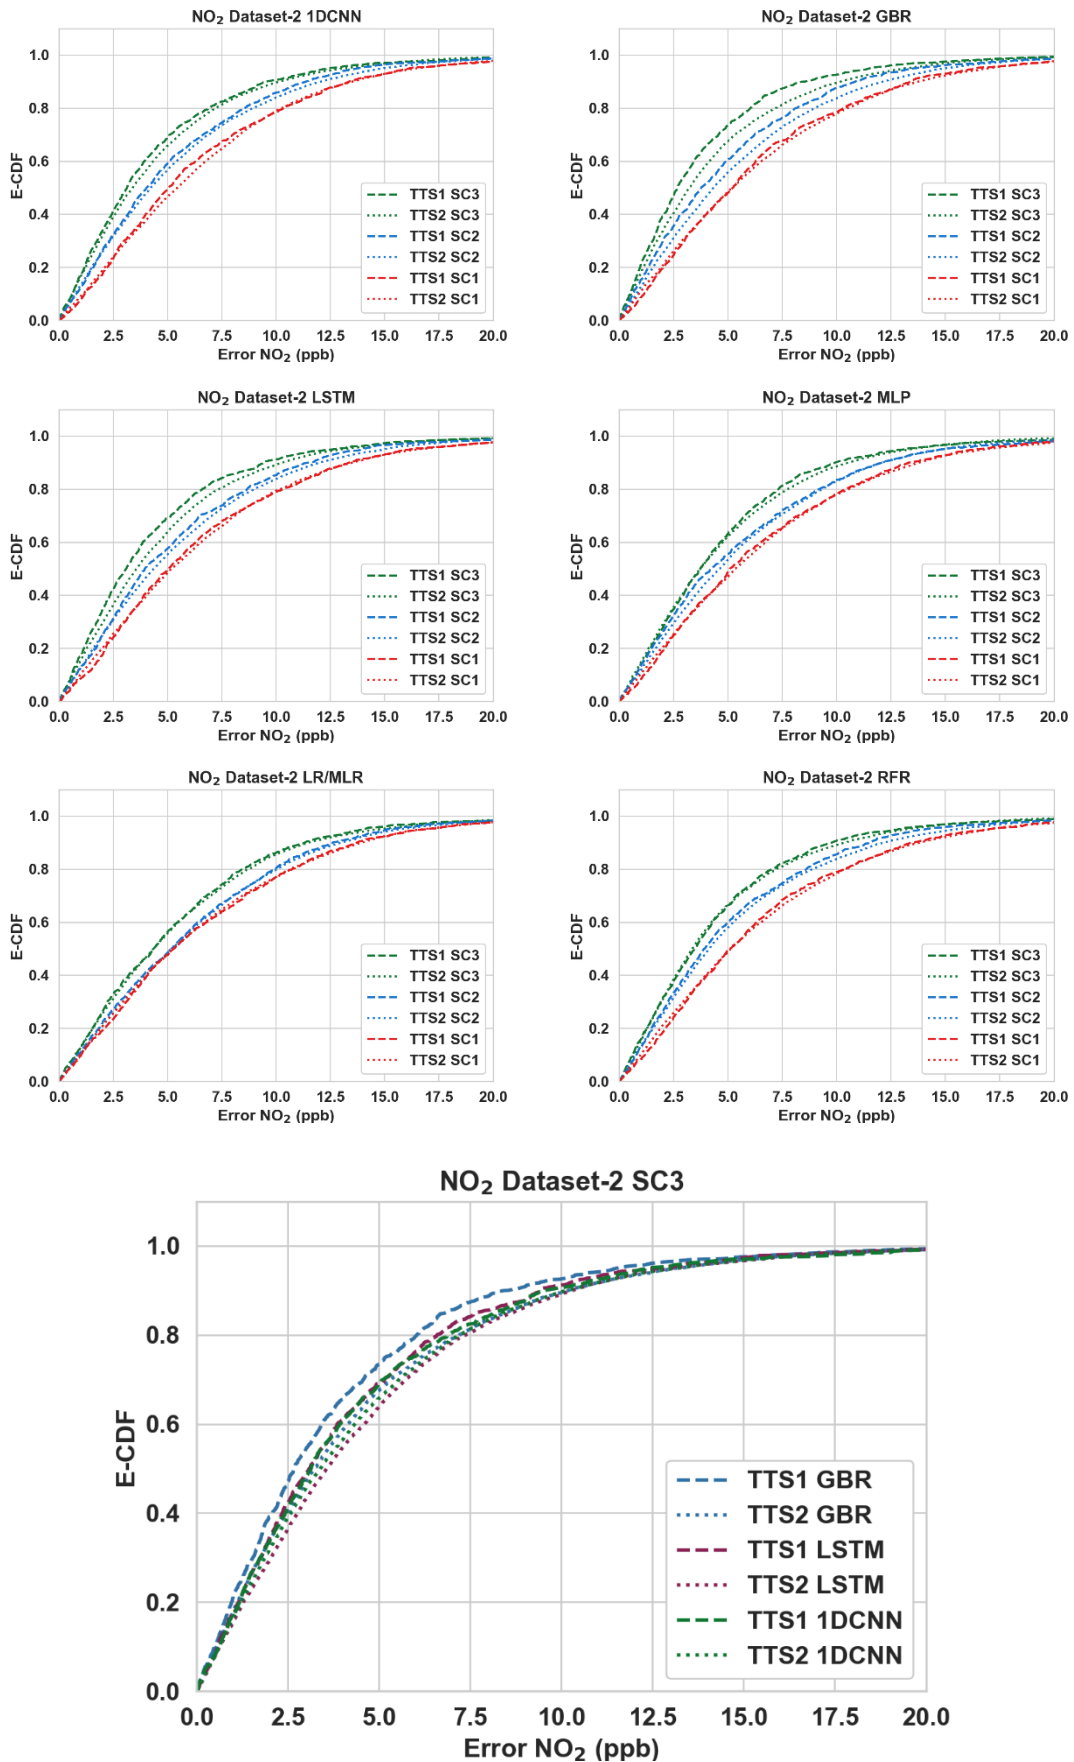 NO₂ Dataset-2 1DCNN
E-CDF
1.0
0.8
0.6
0.4
0.2
0.0
TTS1 SC3
TTS2 SC3
TTS1 SC2
TTS2 SC2
TTS1 SC1
TTS2 SC1
0.0 2.5 5.0 7.5 10.0 12.5 15.0 17.5 20.0
Error NO₂ (ppb)
NO₂ Dataset-2 GBR
E-CDF
1.0
0.8
0.6
0.4
0.2
0.0
TTS1 SC3
TTS2 SC3
TTS1 SC2
TTS2 SC2
TTS1 SC1
TTS2 SC1
0.0 2.5 5.0 7.5 10.0 12.5 15.0 17.5 20.0
Error NO₂ (ppb)
NO₂ Dataset-2 LSTM
E-CDF
1.0
0.8
0.6
0.4
0.2
0.0
TTS1 SC3
TTS2 SC3
TTS1 SC2
TTS2 SC2
TTS1 SC1
TTS2 SC1
0.0 2.5 5.0 7.5 10.0 12.5 15.0 17.5 20.0
Error NO₂ (ppb)
NO₂ Dataset-2 MLP
E-CDF
1.0
0.8
0.6
0.4
0.2
0.0
TTS1 SC3
TTS2 SC3
TTS1 SC2
TTS2 SC2
TTS1 SC1
TTS2 SC1
0.0 2.5 5.0 7.5 10.0 12.5 15.0 17.5 20.0
Error NO₂ (ppb)
NO₂ Dataset-2 LR/MLR
E-CDF
1.0
0.8
0.6
0.4
0.2
0.0
TTS1 SC3
TTS2 SC3
TTS1 SC2
TTS2 SC2
TTS1 SC1
TTS2 SC1
0.0 2.5 5.0 7.5 10.0 12.5 15.0 17.5 20.0
Error NO₂ (ppb)
NO₂ Dataset-2 RFR
E-CDF
1.0
0.8
0.6
0.4
0.2
0.0
TTS1 SC3
TTS2 SC3
TTS1 SC2
TTS2 SC2
TTS1 SC1
TTS2 SC1
0.0 2.5 5.0 7.5 10.0 12.5 15.0 17.5 20.0
Error NO₂ (ppb)
NO₂ Dataset-2 SC3
E-CDF
1.0
0.8
0.6
0.4
0.2
0.0
TTS1 GBR
TTS2 GBR
TTS1 LSTM
TTS2 LSTM
TTS1 1DCNN
TTS2 1DCNN
0.0 2.5 5.0 7.5 10.0 12.5 15.0 17.5 20.0
Error NO₂ (ppb)